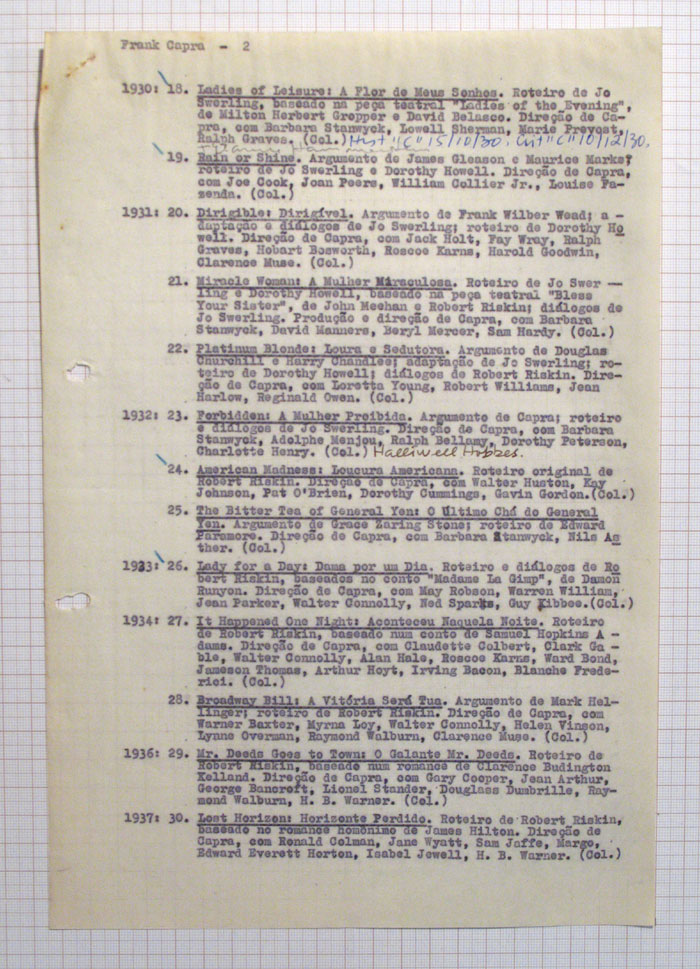 Frank Capra - 2
1930: 18. Ladies of Leisure: A Flor de Meus Sonhos. Roteiro de Jo
Swerling, baseado na peça teatral "Ladies of the Evening",
de Milton Herbert Gropper e David Belasco. Direção de Ca-
pra, com Barbara Stanwyck, Lowell Sherman, Marie Prevost,
Ralph Graves. (Col.) Hist "C" 15/10/30. Crit "C" 10/12/30.
19. Rain or Shine. Argumento de James Gleason e Maurice Marks;
roteiro de Jo Swerling e Dorothy Howell. Direção de Capra,
com Joe Cook, Joan Peers, William Collier Jr., Louise Fa-
zenda. (Col.)
1931: 20. Dirigible: Dirigível. Argumento de Frank Wilber Wead; a -
daptação e diálogos de Jo Swerling; roteiro de Dorothy Ho
well. Direção de Capra, com Jack Holt, Fay Wray, Ralph
Graves, Hobart Bosworth, Roscoe Karns, Harold Goodwin,
Clarence Muse. (Col.)
21. Miracle Woman: A Mulher Miraculosa. Roteiro de Jo Swer -
ling e Dorothy Howell, baseado na peça teatral "Bless
Your Sister", de John Meehan e Robert Riskin; diálogos de
Jo Swerling. Produção e direção de Capra, com Barbara
Stanwyck, David Manners, Beryl Mercer, Sam Hardy. (Col.)
22. Platinum Blonde: Loura e Sedutora. Argumento de Douglas
Churchill e Harry Chandlee; adaptação de Jo Swerling; ro-
teiro de Dorothy Howell; diálogos de Robert Riskin. Dire-
ção de Capra, com Loretta Young, Robert Williams, Jean
Harlow, Reginald Owen. (Col.)
1932: 23. Forbidden: A Mulher Proibida. Argumento de Capra; roteiro
e diálogos de Jo Swerling. Direção de Capra, com Barbara
Stanwyck, Adolphe Menjou, Ralph Bellamy, Dorothy Peterson,
Charlotte Henry. (Col.) Halliwell Hobbes.
24. American Madness: Loucura Americana. Roteiro original de
Robert Riskin. Direção de Capra, com Walter Huston, Kay
Johnson, Pat O'Brien, Dorothy Cummings, Gavin Gordon.(Col.)
25. The Bitter Tea of General Yen: O Último Chá do General
Yen. Argumento de Grace Zaring Stone; roteiro de Edward
Paramore. Direção de Capra, com Barbara Stanwyck, Nils As
ther. (Col.)
1933: 26. Lady for a Day: Dama por um Dia. Roteiro e diálogos de Ro
bert Riskin, baseados no conto "Madame La Gimp", de Damon
Runyon. Direção de Capra, com May Robson, Warren William,
Jean Parker, Walter Connolly, Ned Sparks, Guy Kibbee.(Col.)
1934: 27. It Happened One Night: Aconteceu Naquela Noite. Roteiro
de Robert Riskin, baseado num conto de Samuel Hopkins A -
dams. Direção de Capra, com Claudette Colbert, Clark Ga -
ble, Walter Connolly, Alan Hale, Roscoe Karns, Ward Bond,
Jameson Thomas, Arthur Hoyt, Irving Bacon, Blanche Frede-
rici. (Col.)
28. Broadway Bill: A Vitória Será Tua. Argumento de Mark Hel-
linger; roteiro de Robert Riskin. Direção de Capra, com
Warner Baxter, Myrna Loy, Walter Connolly, Helen Vinson,
Lynne Overman, Raymond Walburn, Clarence Muse. (Col.)
1936: 29. Mr. Deeds Goes to Town: O Galante Mr. Deeds. Roteiro de
Robert Riskin, baseado num romance de Clarence Budington
Kelland. Direção de Capra, com Gary Cooper, Jean Arthur,
George Bancroft, Lionel Stander, Douglass Dumbrille, Ray-
mond Walburn, H. B. Warner. (Col.)
1937: 30. Lost Horizon: Horizonte Perdido. Roteiro de Robert Riskin,
baseado no romance homônimo de James Hilton. Direção de
Capra, com Ronald Colman, Jane Wyatt, Sam Jaffe, Margo,
Edward Everett Horton, Isabel Jewell, H. B. Warner. (Col.)